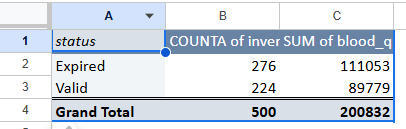 A B C
1 status COUNTA of inver SUM of blood_q
2 Expired 276 111053
3 Valid 224 89779
4 Grand Total 500 200832